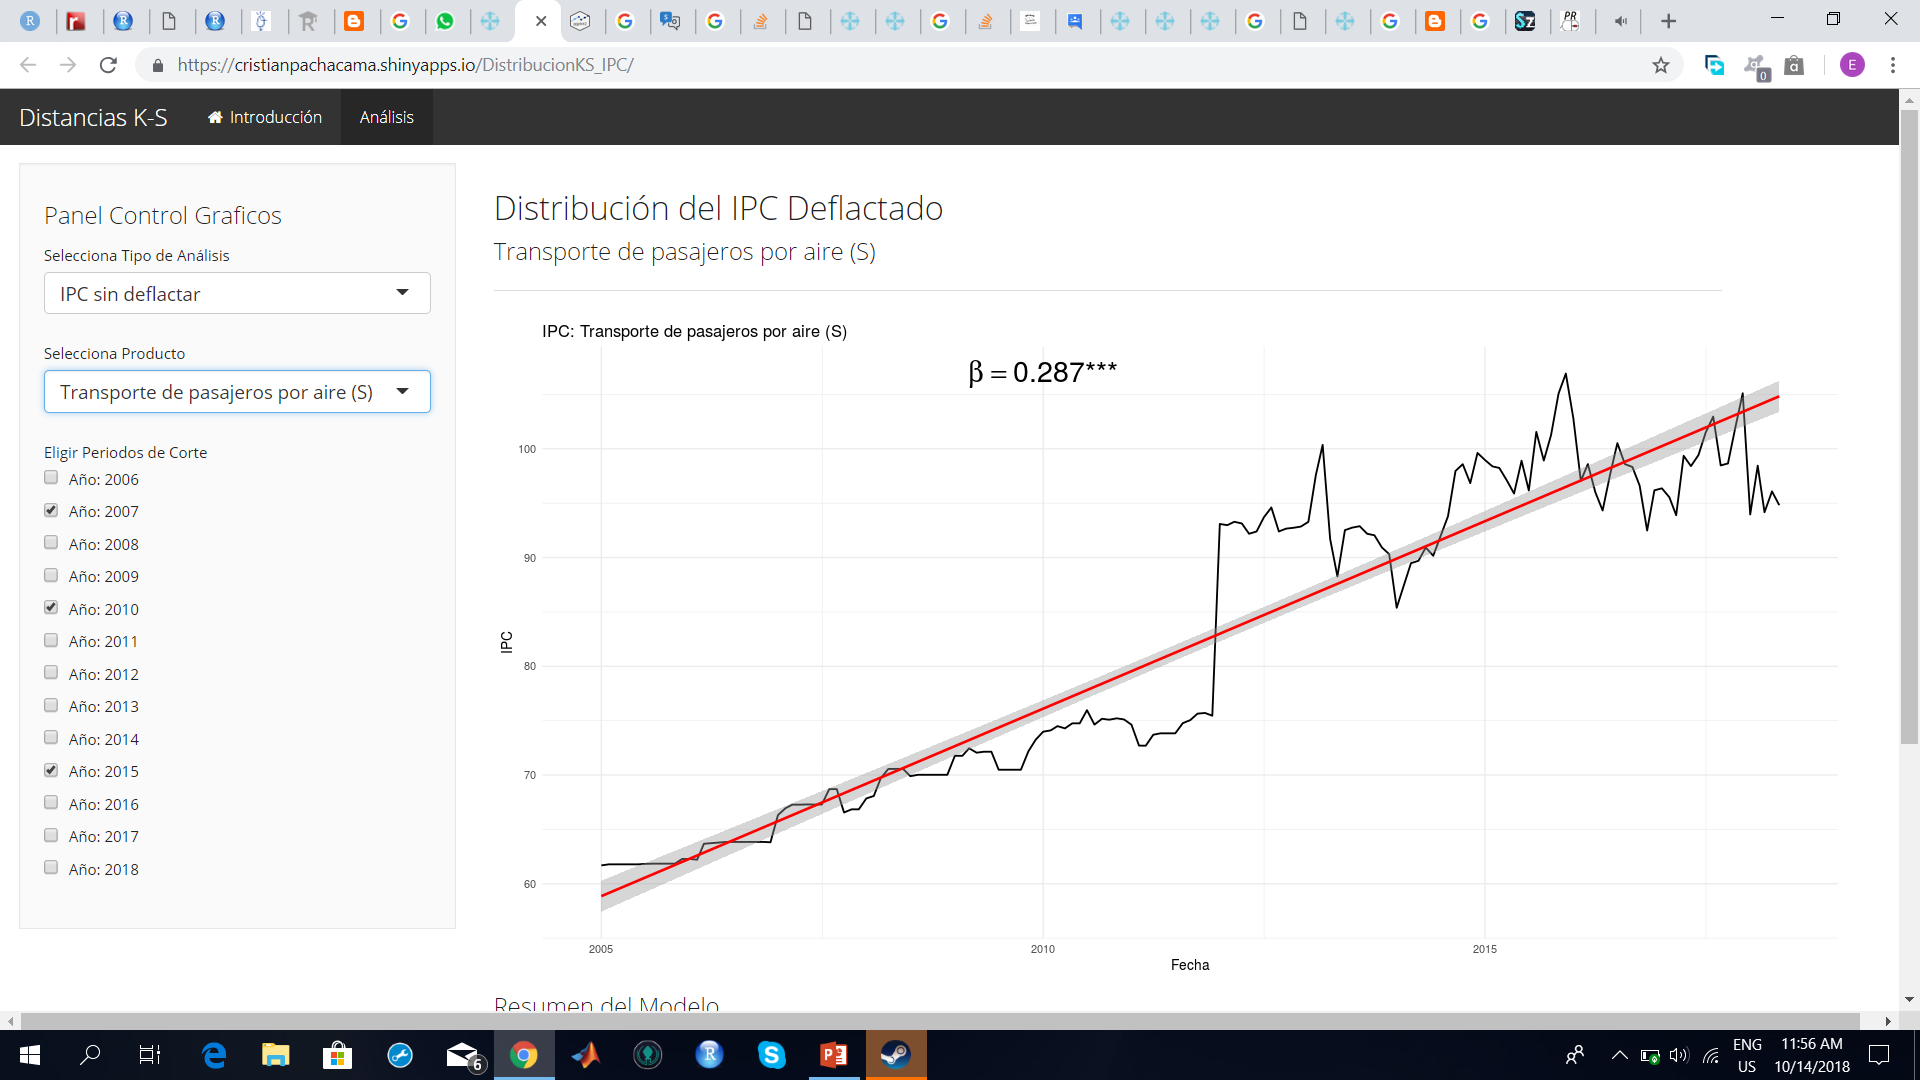 https://cristianpachacama.shinyapps.io/DistribucionKS_IPC/
0
E
Distancias K-S
Introducción
Análisis
Panel Control Graficos
Selecciona Tipo de Análisis
IPC sin deflactar
Selecciona Producto
Transporte de pasajeros por aire (S)
Eligir Periodos de Corte
Año: 2006
Año: 2007
Año: 2008
Año: 2009
Año: 2010
Año: 2011
Año: 2012
Año: 2013
Año: 2014
Año: 2015
Año: 2016
Año: 2017
Año: 2018
Distribución del IPC Deflactado
Transporte de pasajeros por aire (S)
IPC: Transporte de pasajeros por aire (S)
β = 0.287***
100
90
80
70
60
IPC
2005
2010
2015
Fecha
Resumen del Modelo
6
ENG
US
11:56 AM
10/14/2018